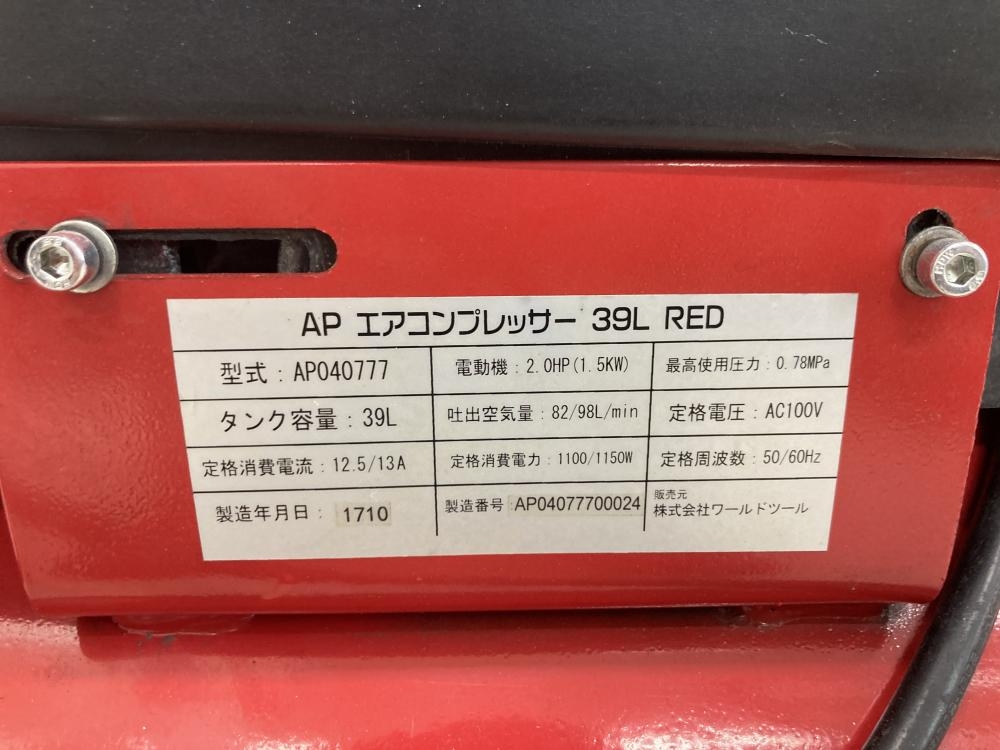 AP エアコンプレッサー 39L RED
型式：AP040777 電動機：2.0HP(1.5KW) 最高使用圧力：0.78MPa
タンク容量：39L 吐出空気量：82/98L/min 定格電圧：AC100V
定格消費電流：12.5/13A 定格消費電力：1100/1150W 定格周波数：50/60Hz
製造年月日： 1710 製造番号：AP04077700024 販売元
株式会社ワールドツール